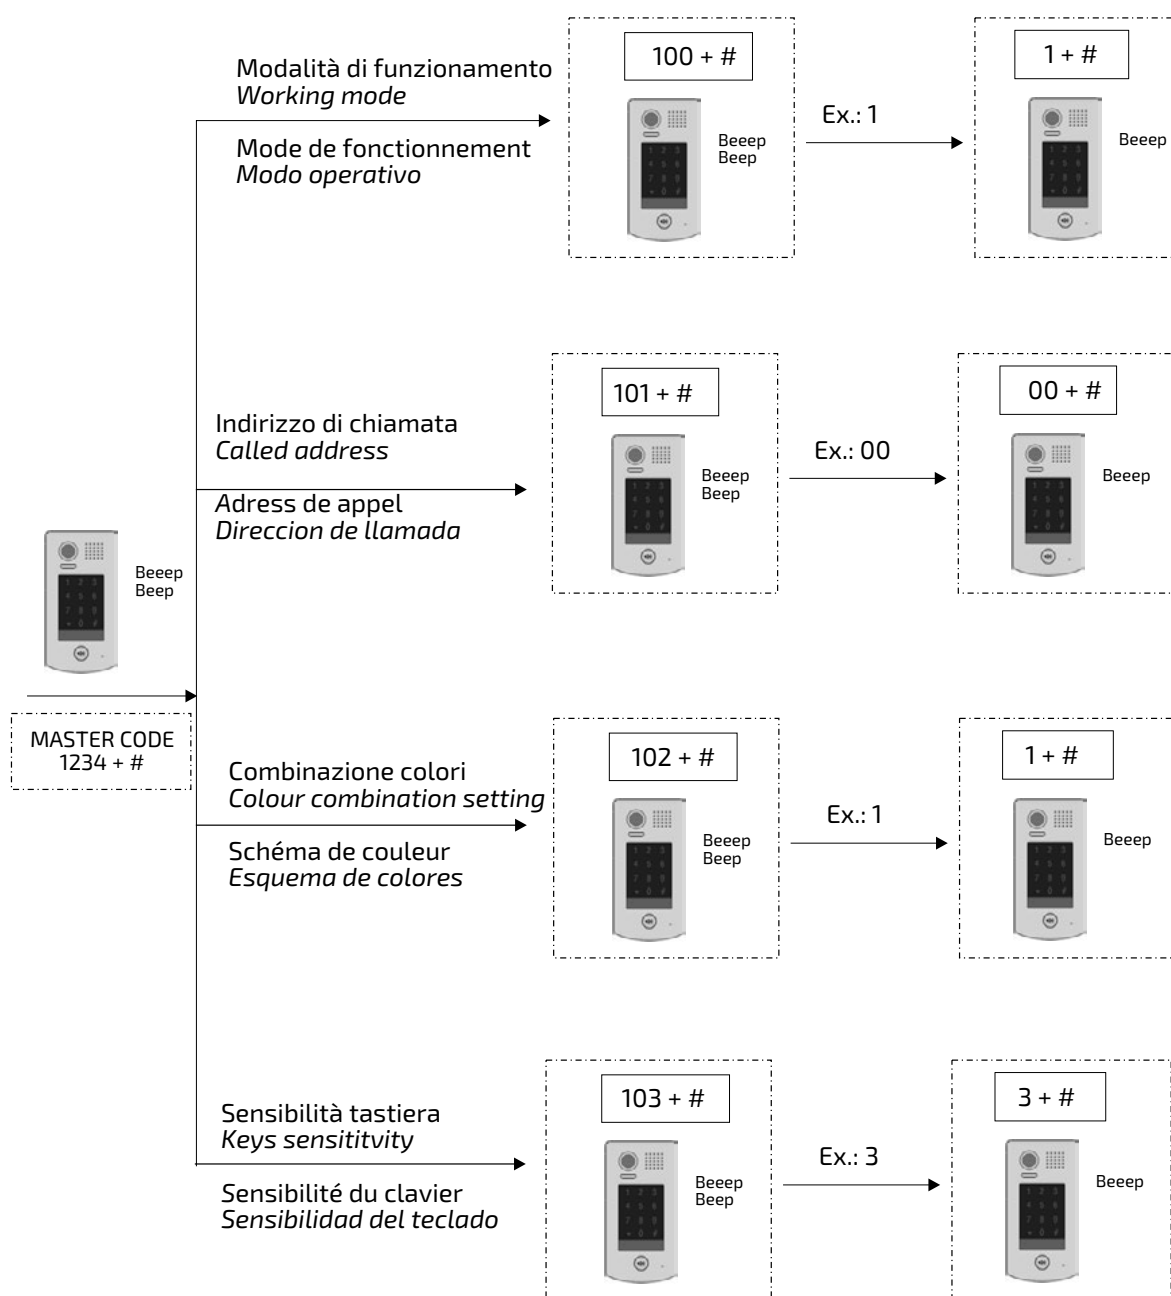 Modalità di funzionamento
Working mode
Mode de fonctionnement
Modo operativo
100 + #
Beeep
Beep
Ex.: 1
1 + #
Beeep
Indirizzo di chiamata
Called address
Adress de appel
Direccion de llamada
101 + #
Beeep
Beep
Ex.: 00
00 + #
Beeep
Beeep
Beep
MASTER CODE
1234 + #
Combinazione colori
Colour combination setting
Schéma de couleur
Esquema de colores
102 + #
Beeep
Beep
Ex.: 1
1 + #
Beeep
Sensibilità tastiera
Keys sensititvity
Sensibilité du clavier
Sensibilidad del teclado
103 + #
Beeep
Beep
Ex.: 3
3 + #
Beeep